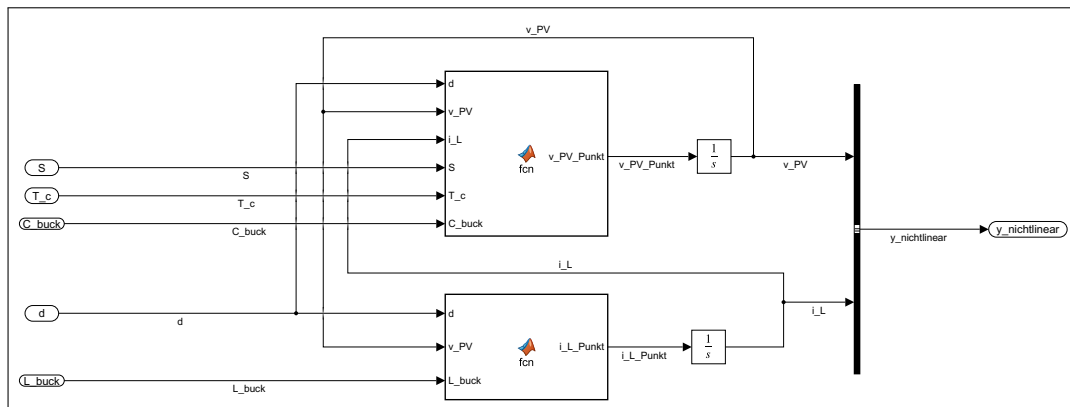 v_PV
d
v_PV
i_L
S
T_c
C_buck
fcn
v_PV_Punkt
v_PV_Punkt
1
s
v_PV
S
S
T_c
T_c
C_buck
C_buck
y_nichtlinear
y_nichtlinear
i_L
d
d
d
v_PV
L_buck
fcn
i_L_Punkt
i_L_Punkt
1
s
i_L
L_buck
L_buck